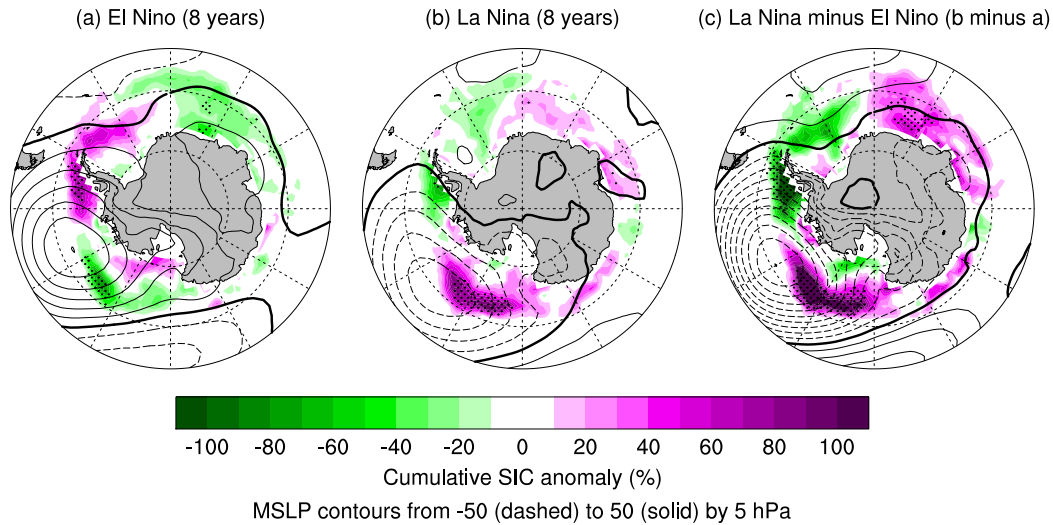 (a) El Nino (8 years)
(b) La Nina (8 years)
(c) La Nina minus El Nino (b minus a)
-100 -80 -60 -40 -20 0 20 40 60 80 100
Cumulative SIC anomaly (%)
MSLP contours from -50 (dashed) to 50 (solid) by 5 hPa